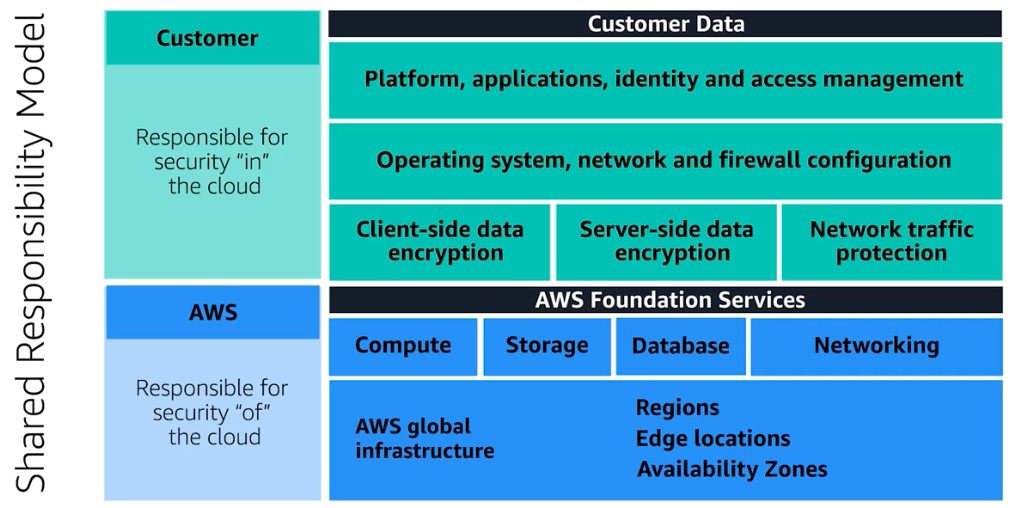 Shared Responsibility Model
Customer
Responsible for
security “in”
the cloud
Customer Data
Platform, applications, identity and access management
Operating system, network and firewall configuration
Client-side data
encryption
Server-side data
encryption
Network traffic
protection
AWS
Responsible for
security “of”
the cloud
AWS Foundation Services
Compute
Storage
Database
Networking
AWS global
infrastructure
Regions
Edge locations
Availability Zones